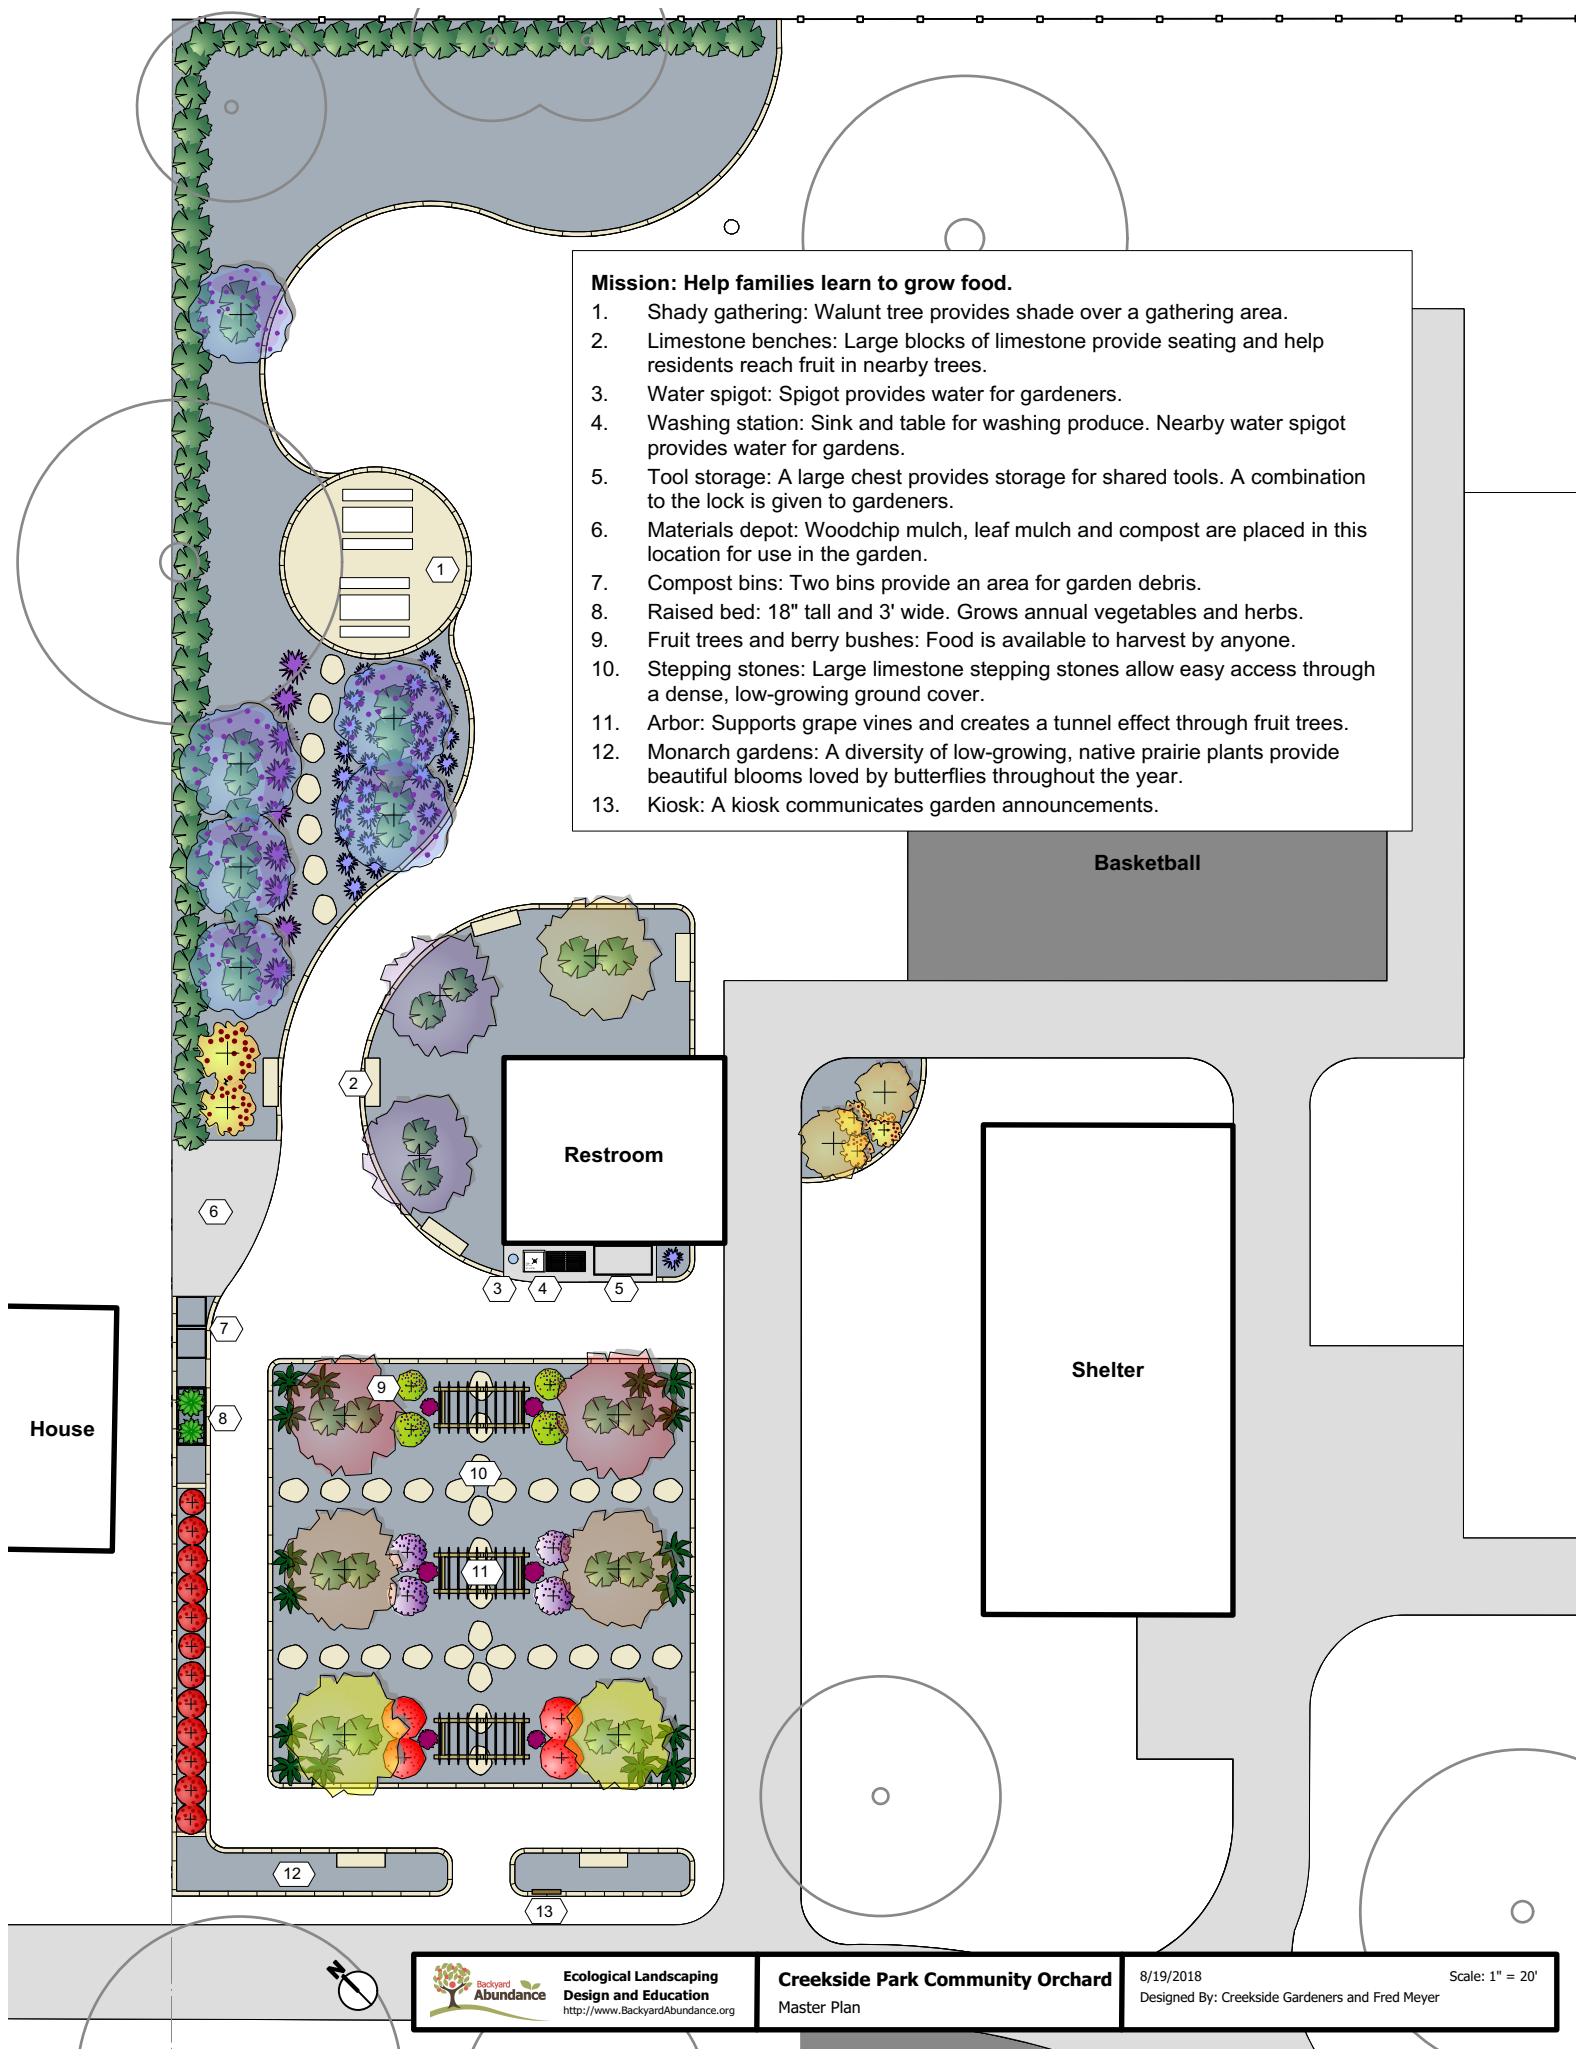 Mission: Help families learn to grow food.
1. Shady gathering: Walunt tree provides shade over a gathering area.
2. Limestone benches: Large blocks of limestone provide seating and help
residents reach fruit in nearby trees.
3. Water spigot: Spigot provides water for gardeners.
4. Washing station: Sink and table for washing produce. Nearby water spigot
provides water for gardens.
5. Tool storage: A large chest provides storage for shared tools. A combination
to the lock is given to gardeners.
6. Materials depot: Woodchip mulch, leaf mulch and compost are placed in this
location for use in the garden.
7. Compost bins: Two bins provide an area for garden debris.
8. Raised bed: 18" tall and 3' wide. Grows annual vegetables and herbs.
9. Fruit trees and berry bushes: Food is available to harvest by anyone.
10. Stepping stones: Large limestone stepping stones allow easy access through
a dense, low-growing ground cover.
11. Arbor: Supports grape vines and creates a tunnel effect through fruit trees.
12. Monarch gardens: A diversity of low-growing, native prairie plants provide
beautiful blooms loved by butterflies throughout the year.
13. Kiosk: A kiosk communicates garden announcements.
1
Basketball
2
Restroom
6
3
4
5
7
Shelter
9
8
House
10
11
12
13
N
Backyard
Abundance
Ecological Landscaping
Design and Education
http://www.BackyardAbundance.org
Creekside Park Community Orchard
Master Plan
8/19/2018
Scale: 1" = 20'
Designed By: Creekside Gardeners and Fred Meyer